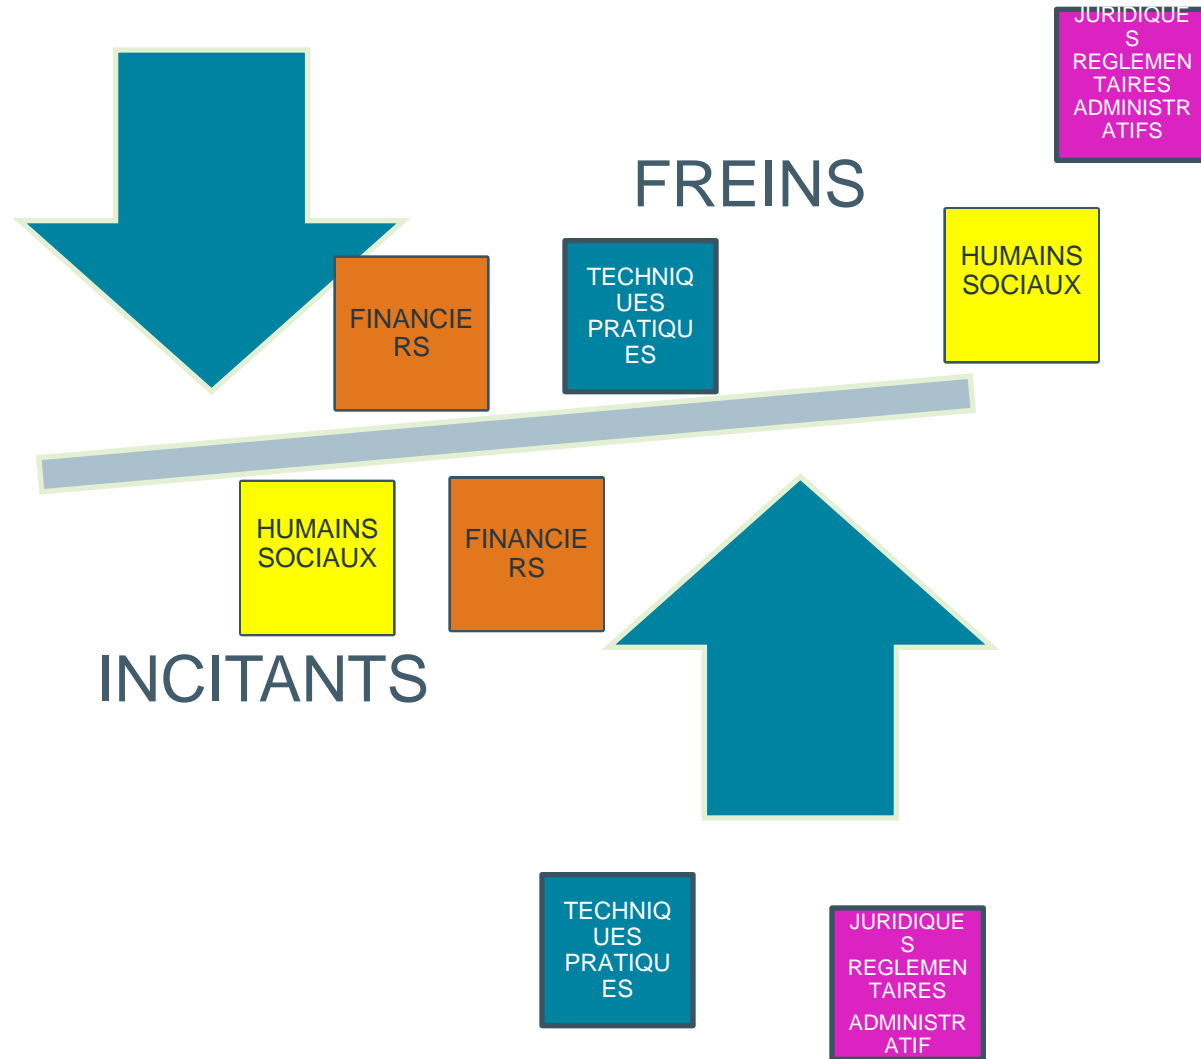 JURIDIQUE
S
REGLEMEN
TAIRES
ADMINISTR
ATIFS
FREINS
HUMAINS
SOCIAUX
TECHNIQ
UES
PRATIQU
ES
FINANCIE
RS
HUMAINS
SOCIAUX
FINANCIE
RS
INCITANTS
TECHNIQ
UES
PRATIQU
ES
JURIDIQUE
S
REGLEMEN
TAIRES
ADMINISTR
ATIF